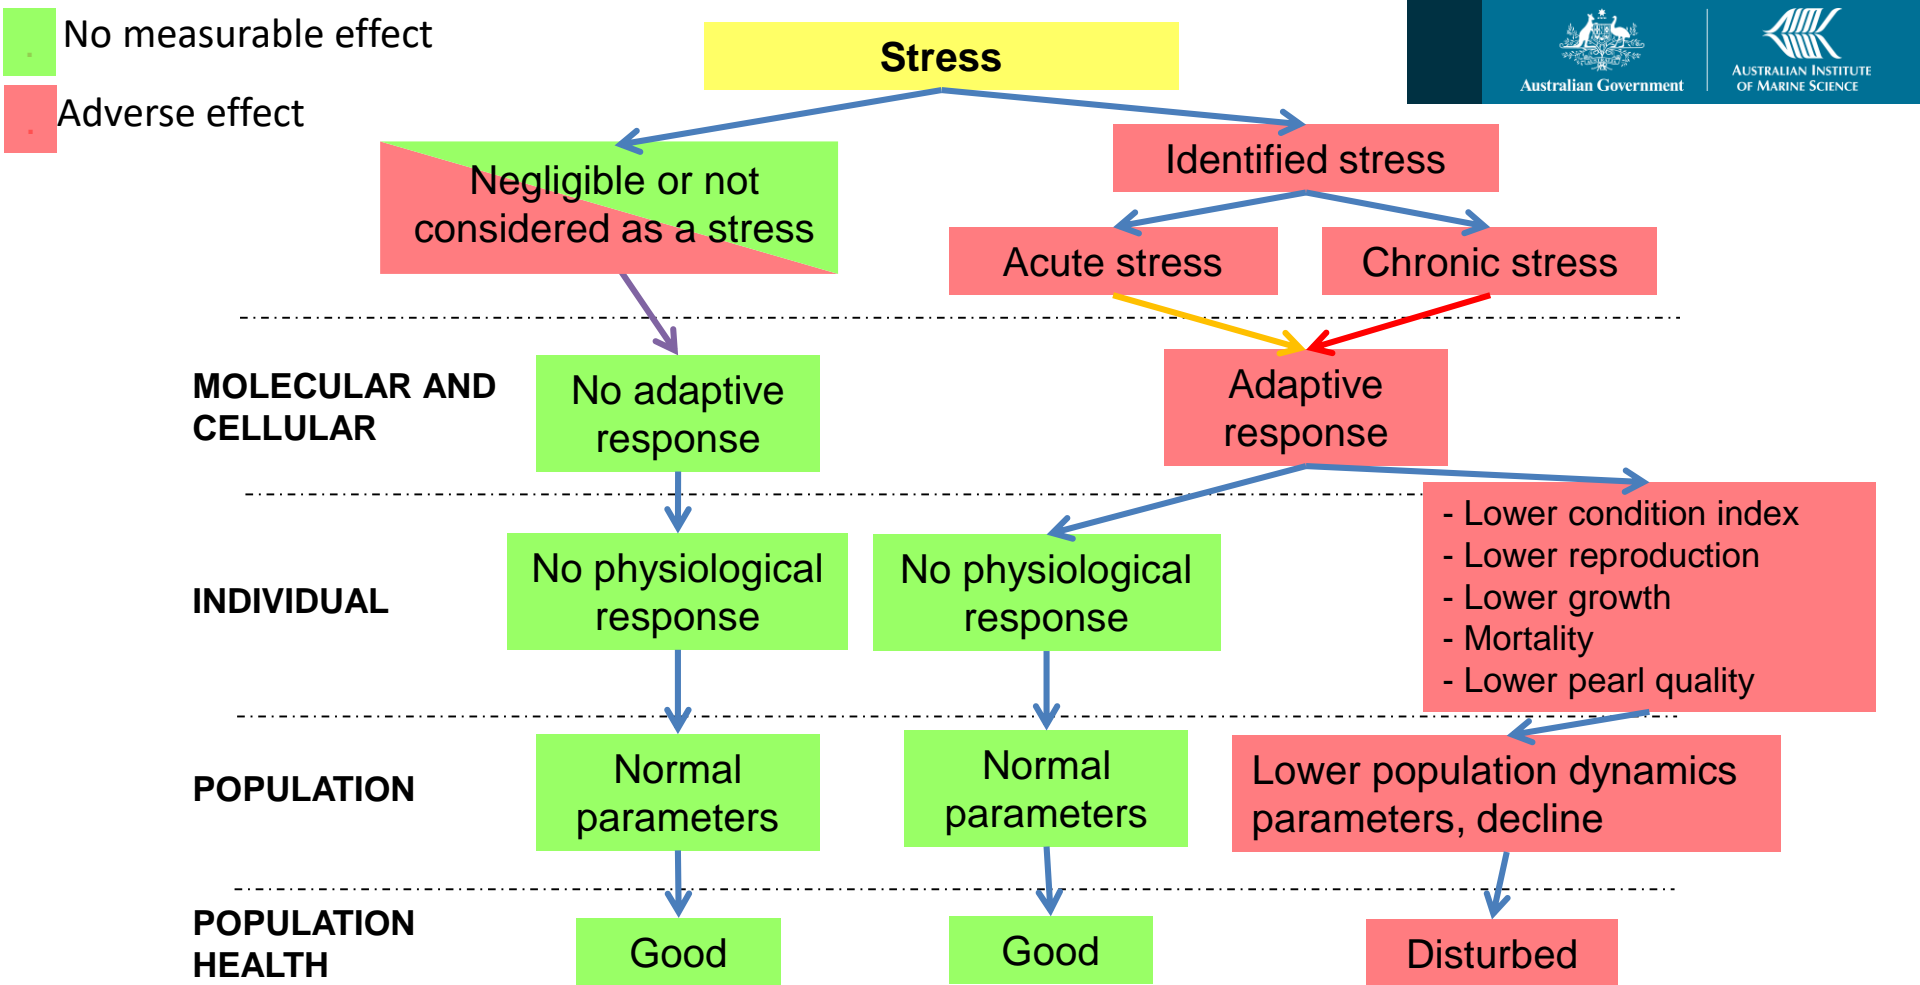 No measurable effect
Adverse effect
Stress
Australian Government
AUSTRALIAN INSTITUTE
OF MARINE SCIENCE
Negligible or not
considered as a stress
Identified stress
Acute stress
Chronic stress
MOLECULAR AND
CELLULAR
No adaptive
response
Adaptive
response
INDIVIDUAL
No physiological
response
No physiological
response
- Lower condition index
- Lower reproduction
- Lower growth
- Mortality
- Lower pearl quality
POPULATION
Normal
parameters
Normal
parameters
Lower population dynamics
parameters, decline
POPULATION
HEALTH
Good
Good
Disturbed